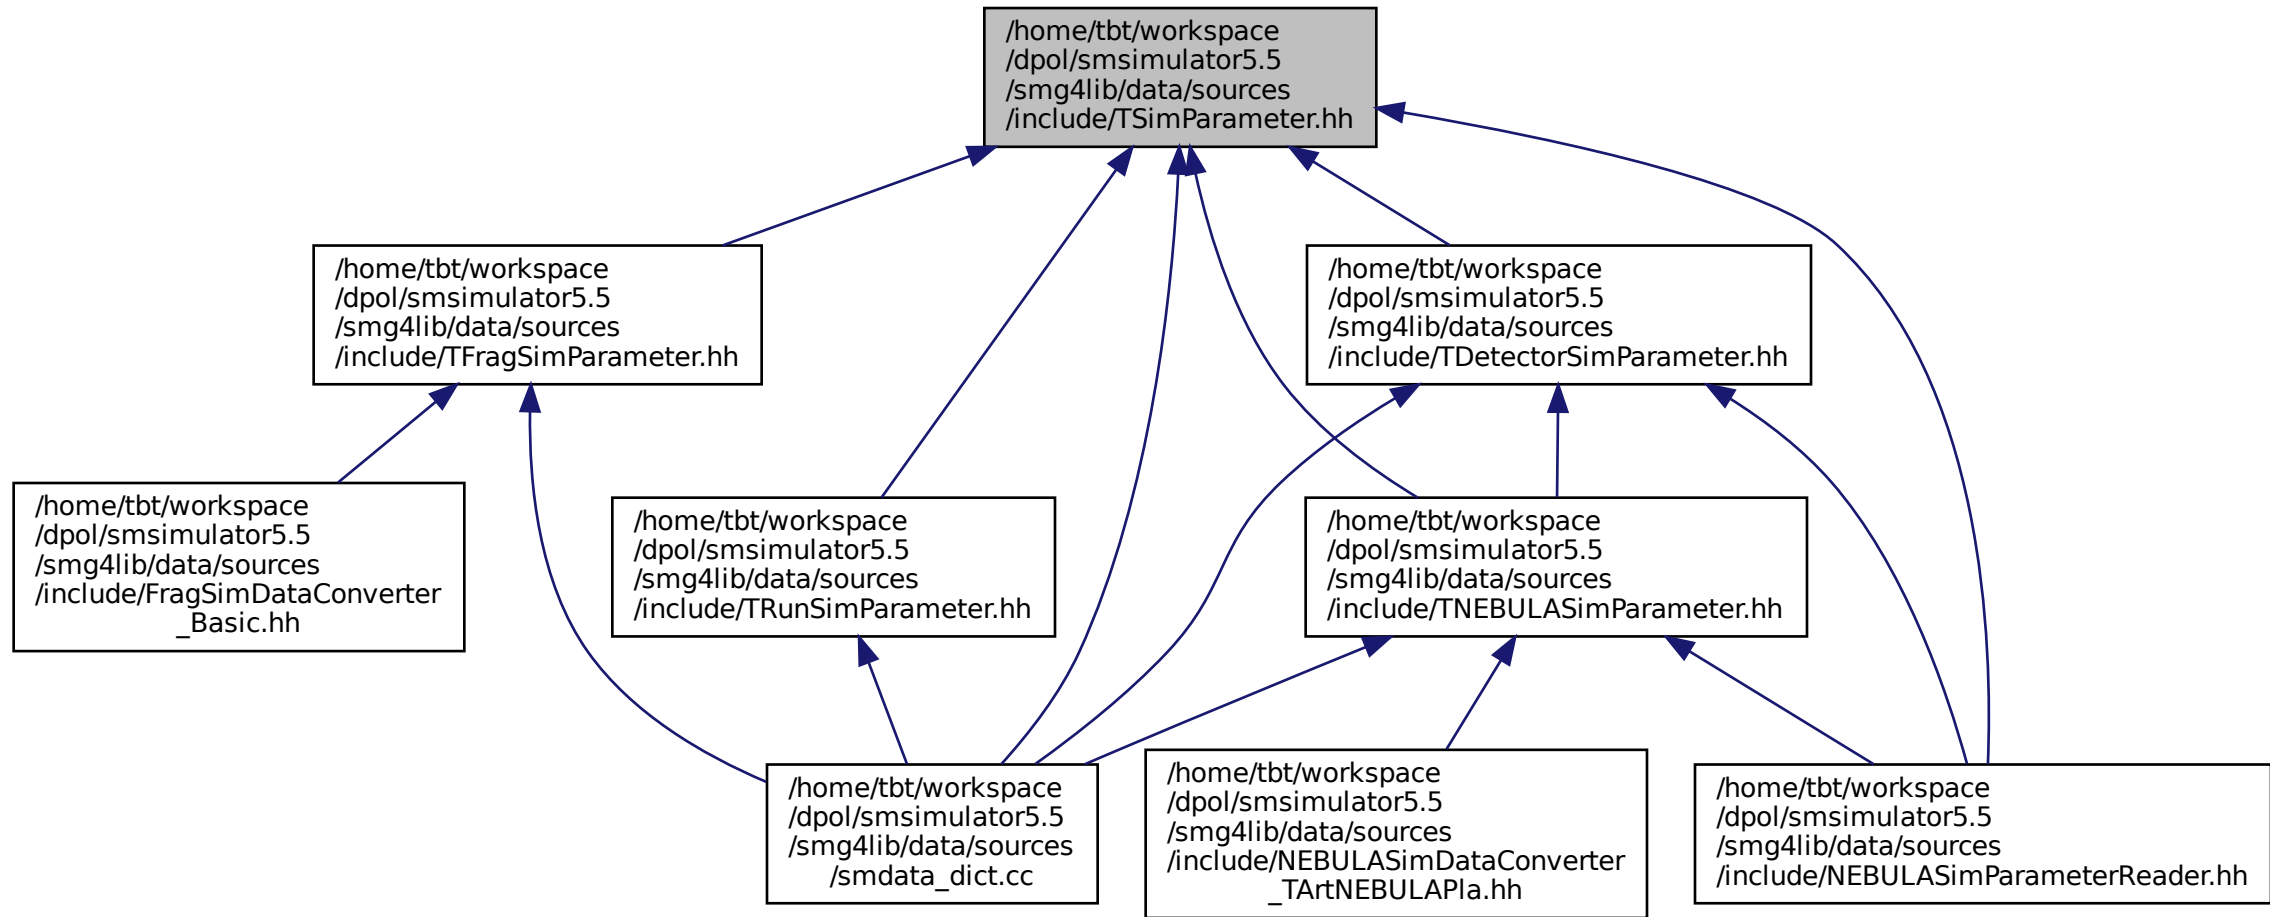 /home/tbt/workspace
/dpol/smsimulator5.5
/smg4lib/data/sources
/include/TSimParameter.hh
/home/tbt/workspace
/dpol/smsimulator5.5
/smg4lib/data/sources
/include/TFragSimParameter.hh
/home/tbt/workspace
/dpol/smsimulator5.5
/smg4lib/data/sources
/include/TDetectorSimParameter.hh
/home/tbt/workspace
/dpol/smsimulator5.5
/smg4lib/data/sources
/include/FragSimDataConverter
_Basic.hh
/home/tbt/workspace
/dpol/smsimulator5.5
/smg4lib/data/sources
/include/TRunSimParameter.hh
/home/tbt/workspace
/dpol/smsimulator5.5
/smg4lib/data/sources
/include/TNEBULASimParameter.hh
/home/tbt/workspace
/dpol/smsimulator5.5
/smg4lib/data/sources
/smdata_dict.cc
/home/tbt/workspace
/dpol/smsimulator5.5
/smg4lib/data/sources
/include/NEBULASimDataConverter
_TArtNEBULAPla.hh
/home/tbt/workspace
/dpol/smsimulator5.5
/smg4lib/data/sources
/include/NEBULASimParameterReader.hh